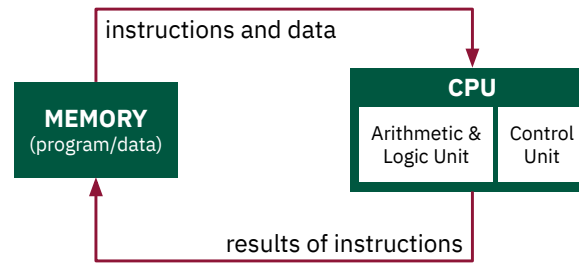 instructions and data
MEMORY
(program/data)
CPU
Arithmetic &
Logic Unit
Control
Unit
results of instructions